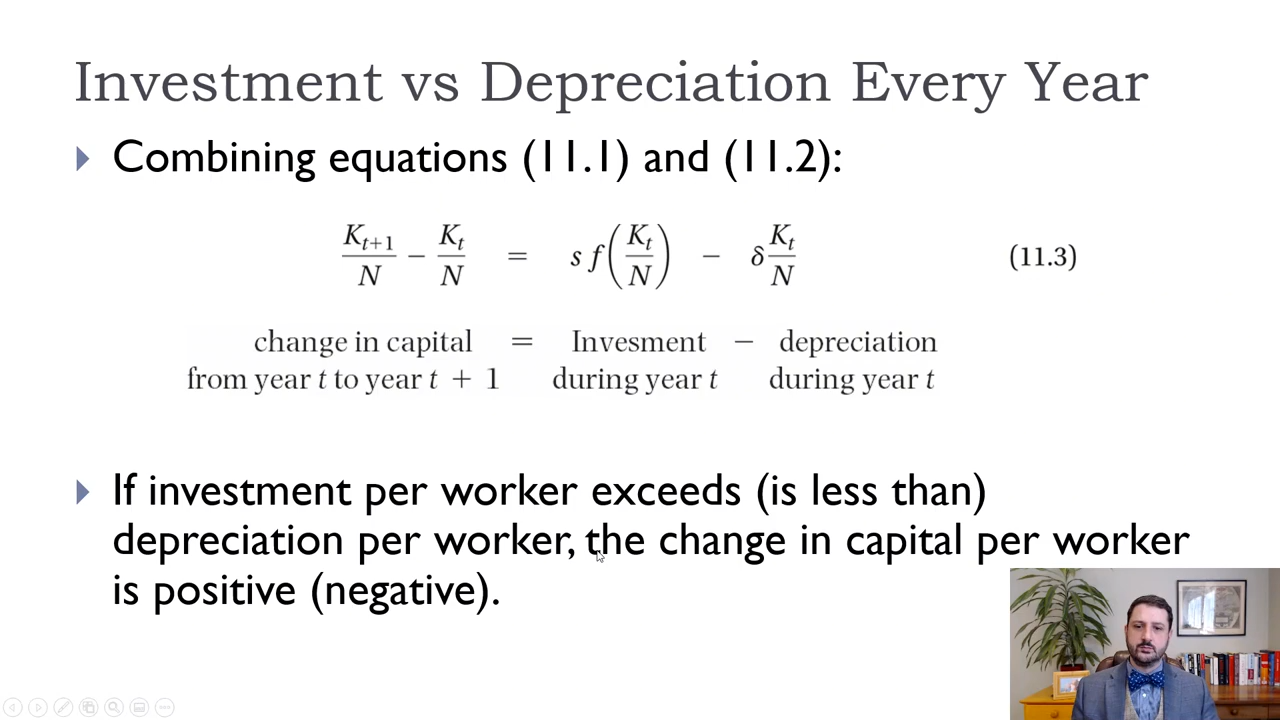 Investment vs Depreciation Every Year
Combining equations (11.1) and (11.2):
K_{t+1}/N − K_t/N = s f(K_t/N) − δ K_t/N (11.3)
change in capital = Invesment − depreciation
from year t to year t + 1 during year t during year t
If investment per worker exceeds (is less than)
depreciation per worker, the change in capital per worker
is positive (negative).